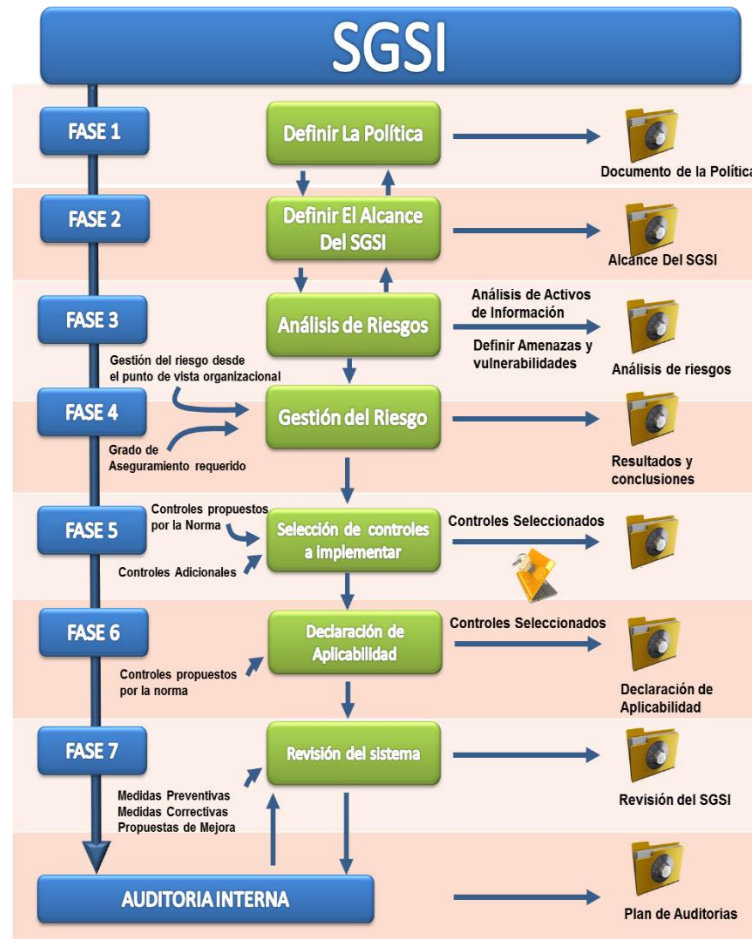 SGSI
FASE 1
Definir La Política
Documento de la Política
FASE 2
Definir El Alcance
Del SGSI
Alcance Del SGSI
FASE 3
Análisis de Riesgos
Análisis de Activos
de Información
Definir Amenazas y
vulnerabilidades
Análisis de riesgos
Gestión del riesgo desde
el punto de vista organizacional
FASE 4
Gestión del Riesgo
Grado de
Aseguramiento requerido
Resultados y
conclusiones
FASE 5
Controles propuestos
por la Norma
Controles Adicionales
Selección de controles
a implementar
Controles Seleccionados
FASE 6
Declaración de
Aplicabilidad
Controles Seleccionados
Controles propuestos
por la norma
Declaración de
Aplicabilidad
FASE 7
Revisión del sistema
Medidas Preventivas
Medidas Correctivas
Propuestas de Mejora
Revisión del SGSI
AUDITORIA INTERNA
Plan de Auditorias